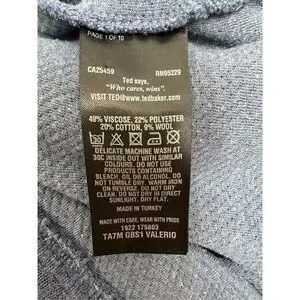 PAGE 1 OF 10
CA25459 RN95229
Ted says,
"Who cares, wins".
VISIT TED@WWW.TEDBAKER.COM
49% VISCOSE, 22% POLYESTER
20% COTTON, 9% WOOL
DELICATE MACHINE WASH AT
30C INSIDE OUT WITH SIMILAR
COLOURS. DO NOT USE
PRODUCTS CONTAINING
BLEACH, OIL, OR ALCOHOL. DO
NOT TUMBLE DRY. WARM IRON
ON REVERSE. DO NOT DRY
CLEAN. DO NOT DRY IN DIRECT
SUNLIGHT. DRY FLAT.
MADE IN TURKEY
MADE WITH CARE, WEAR WITH PRIDE
1922 175803
TA7M GBS1 VALERIO